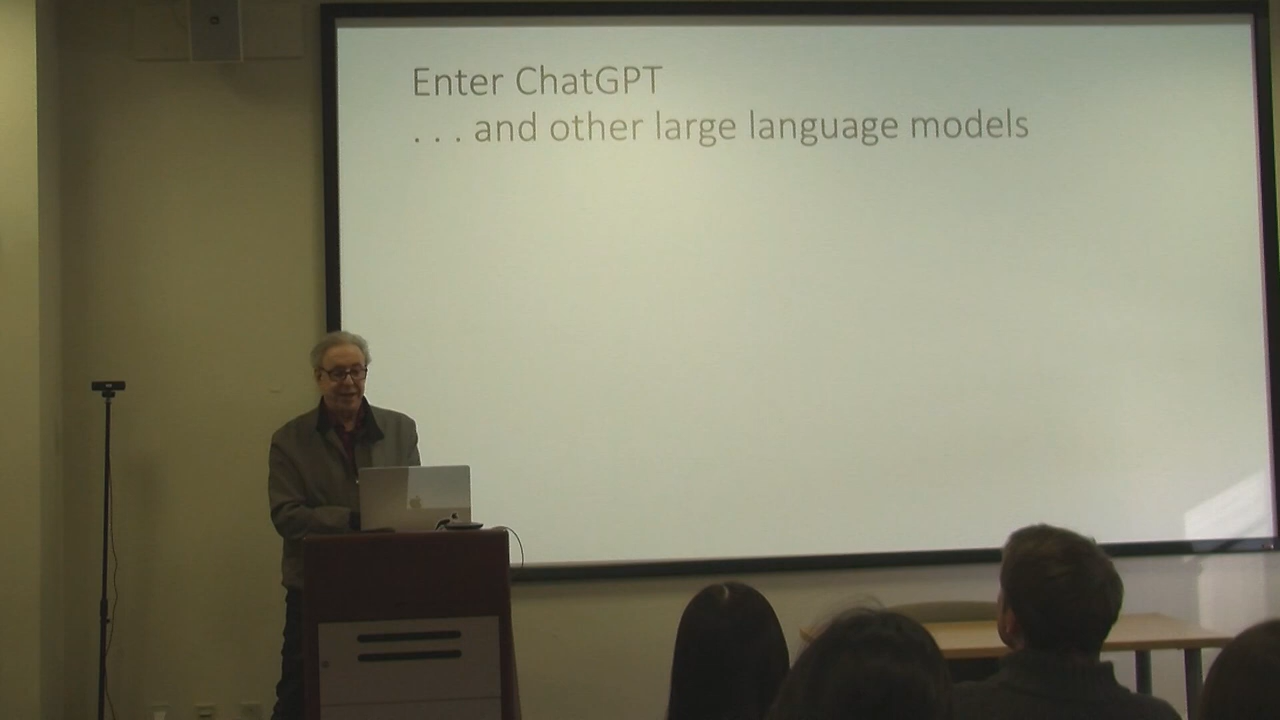 Enter ChatGPT
. . . and other large language models